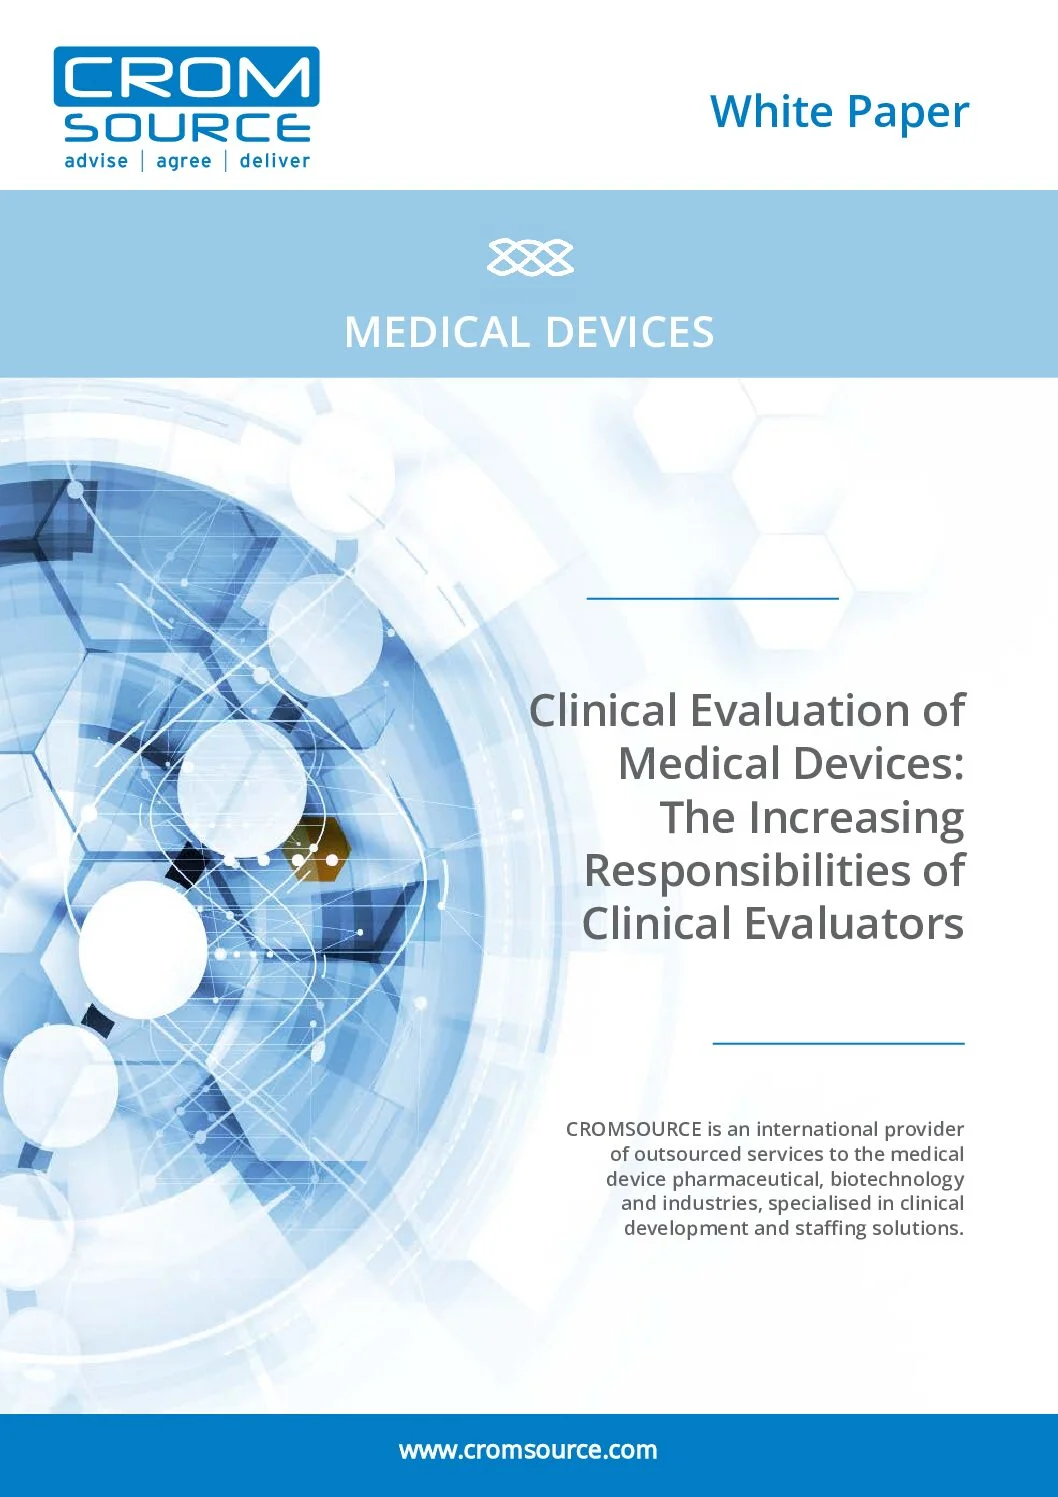 CROM
SOURCE
advise | agree | deliver
White Paper
MEDICAL DEVICES
Clinical Evaluation of
Medical Devices:
The Increasing
Responsibilities of
Clinical Evaluators
CROMSOURCE is an international provider
of outsourced services to the medical
device pharmaceutical, biotechnology
and industries, specialised in clinical
development and staffing solutions.
www.cromsource.com